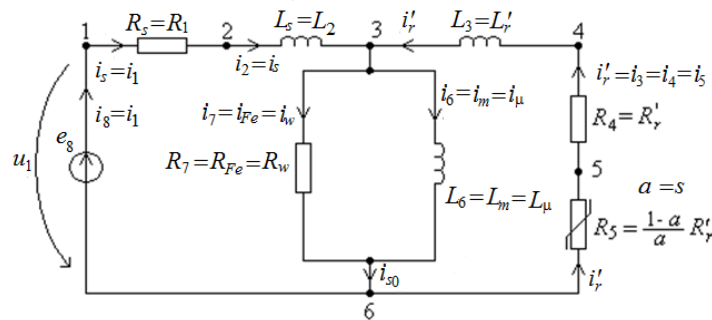 1
R_s=R_1
2
L_s=L_2
3
i'_r
L_3=L'_r
4
i_s=i_1
i_2=i_s
i'_r=i_3=i_4=i_5
i_8=i_1
i_7=i_Fe=i_w
i_6=i_m=i_μ
R_4=R'_r
e_8
u_1
R_7=R_Fe=R_w
5
a=s
L_6=L_m=L_μ
R_5=\frac{1-a}{a}R'_r
i_s0
i'_r
6